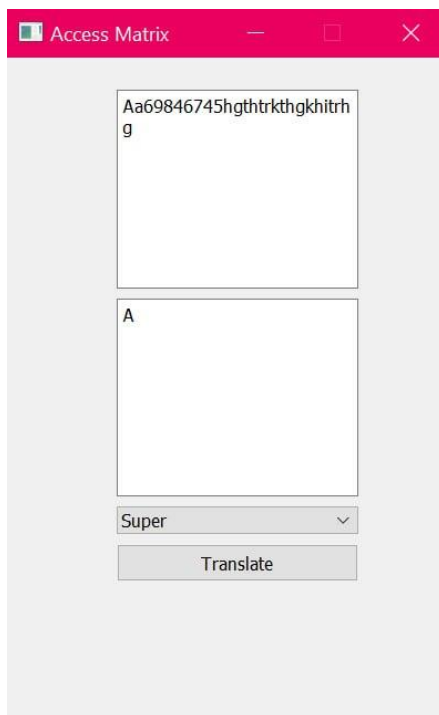 Access Matrix
Aa69846745hgthtrkthgkhitrh
g
A
Super
Translate